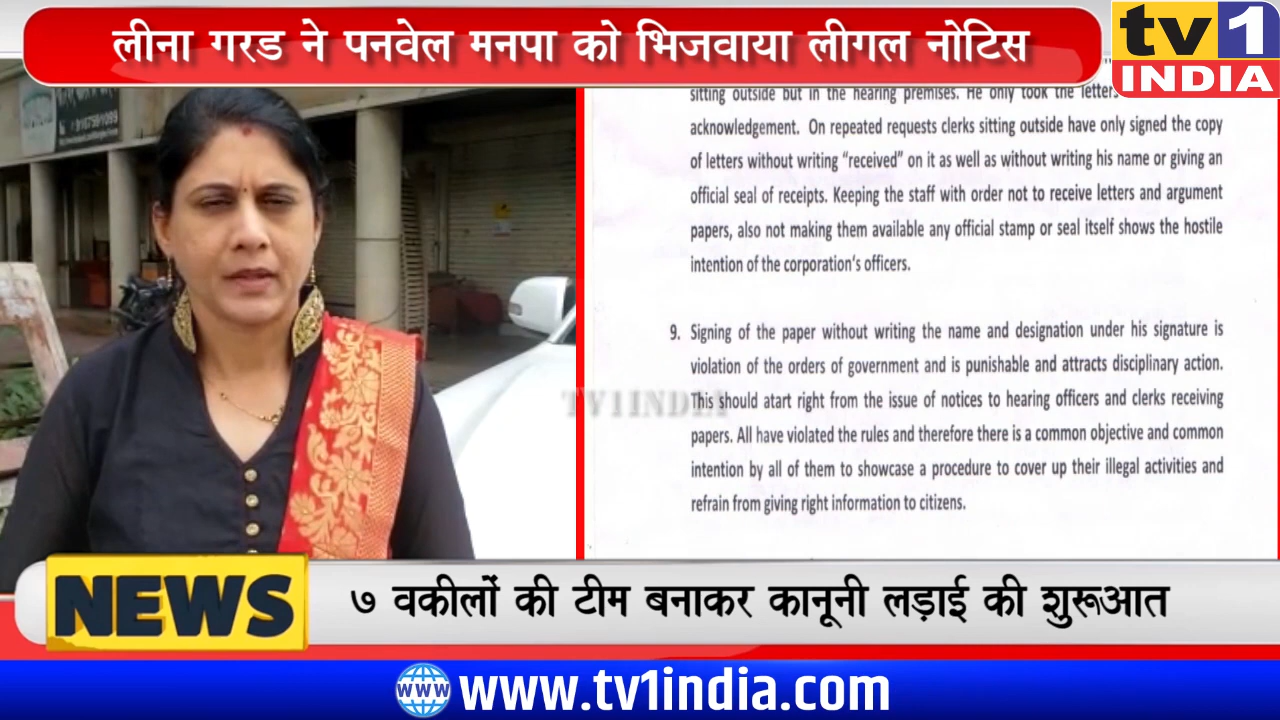 लीना गरड ने पनवेल मनपा को भिजवाया लीगल नोटिस
tv1
INDIA
sitting outside but in the hearing premises. He only took the letters
acknowledgement. On repeated requests clerks sitting outside have only signed the copy
of letters without writing “received” on it as well as without writing his name or giving an
official seal of receipts. Keeping the staff with order not to receive letters and argument
papers, also not making them available any official stamp or seal itself shows the hostile
intention of the corporation’s officers.
9. Signing of the paper without writing the name and designation under his signature is
violation of the orders of government and is punishable and attracts disciplinary action.
This should atart right from the issue of notices to hearing officers and clerks receiving
papers. All have violated the rules and therefore there is a common objective and common
intention by all of them to showcase a procedure to cover up their illegal activities and
refrain from giving right information to citizens.
TV1INDIA
NEWS
७ वकीलों की टीम बनाकर कानूनी लड़ाई की शुरूआत
www
www.tv1india.com